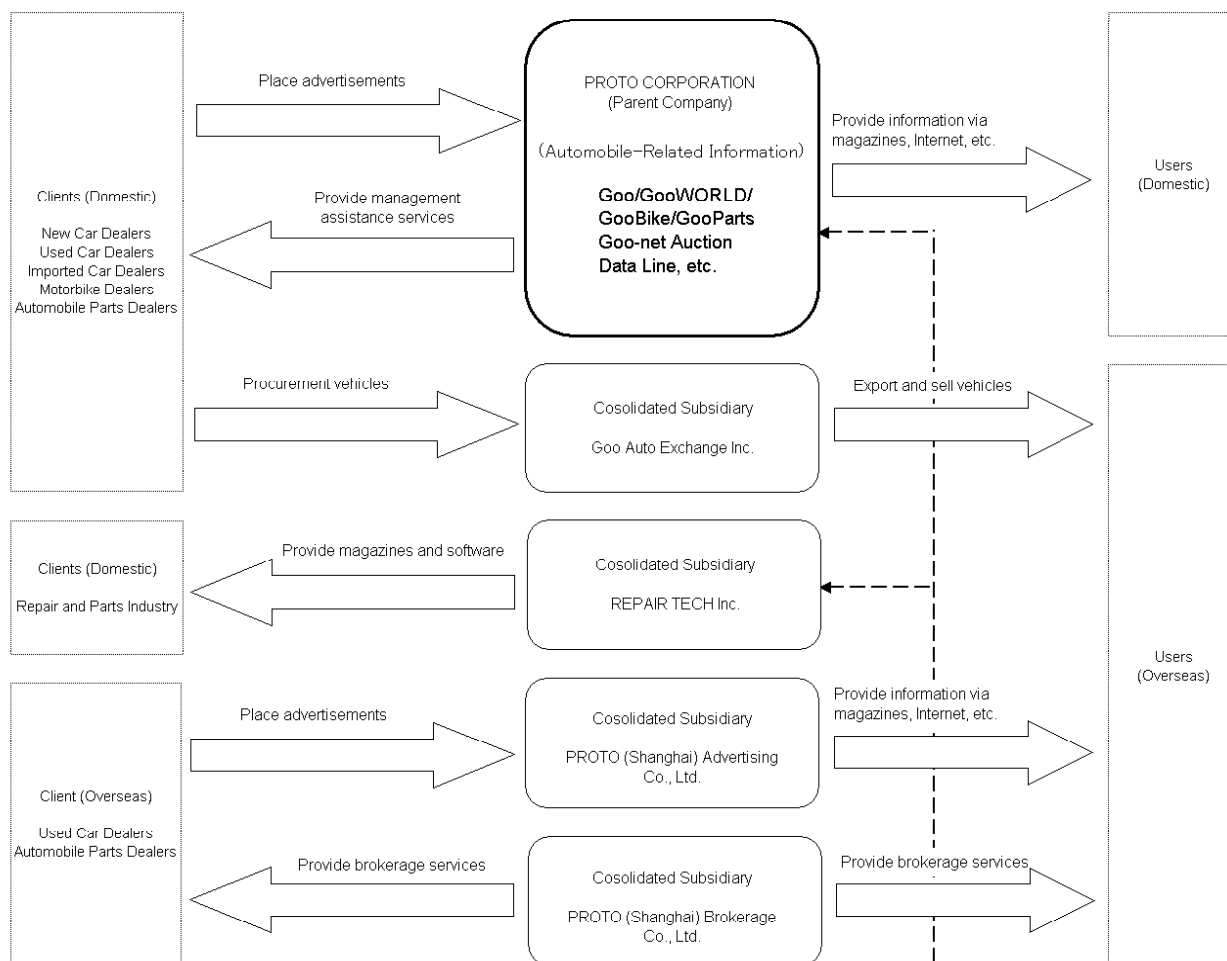 Place advertisements
PROTO CORPORATION
(Parent Company)
(Automobile-Related Information)
Goo/GooWORLD/
GooBike/GooParts
Goo-net Auction
Data Line, etc.
Provide information via
magazines, Internet, etc.
Users
(Domestic)
Clients (Domestic)
New Car Dealers
Used Car Dealers
Imported Car Dealers
Motorbike Dealers
Automobile Parts Dealers
Provide management
assistance services
Procurement vehicles
Cosolidated Subsidiary
Goo Auto Exchange Inc.
Export and sell vehicles
Clients (Domestic)
Repair and Parts Industry
Provide magazines and software
Cosolidated Subsidiary
REPAIR TECH Inc.
Users
(Overseas)
Place advertisements
Cosolidated Subsidiary
PROTO (Shanghai) Advertising
Co., Ltd.
Provide information via
magazines, Internet, etc.
Client (Overseas)
Used Car Dealers
Automobile Parts Dealers
Provide brokerage services
Cosolidated Subsidiary
PROTO (Shanghai) Brokerage
Co., Ltd.
Provide brokerage services